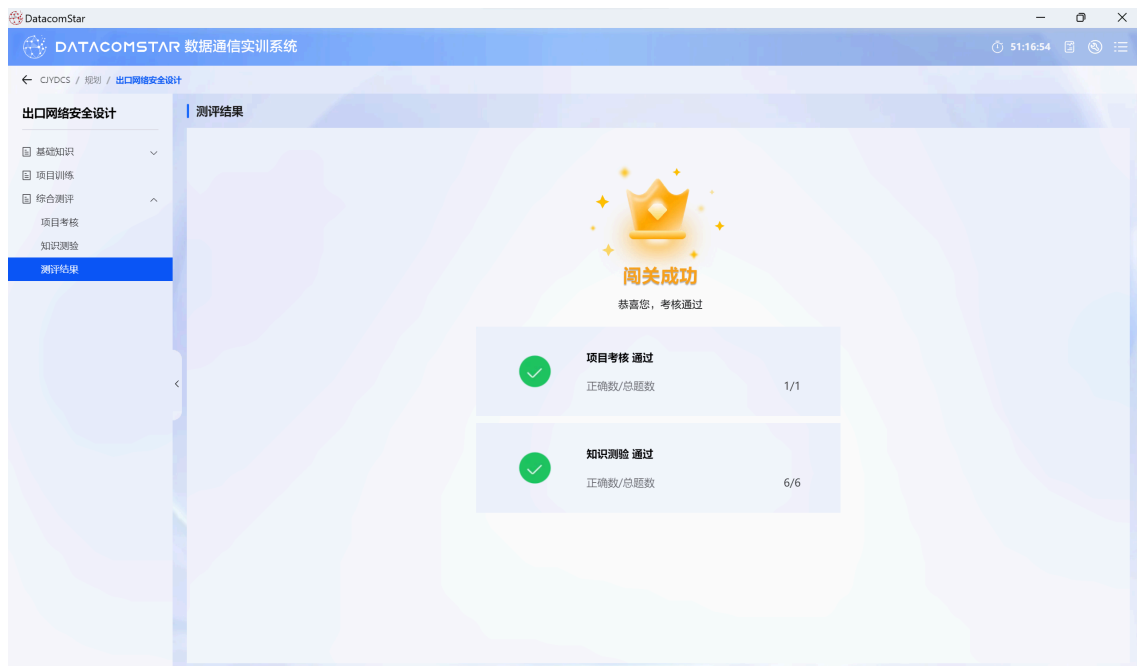 DatacomStar
DATACOMSTAR 数据通信实训系统
51:16:54
CJYDCS / 规划 / 出口网络安全设计
出口网络安全设计
基础知识
项目训练
综合测评
项目考核
知识测验
测评结果
测评结果
闯关成功
恭喜您，考核通过
项目考核 通过
正确数/总题数 1/1
知识测验 通过
正确数/总题数 6/6